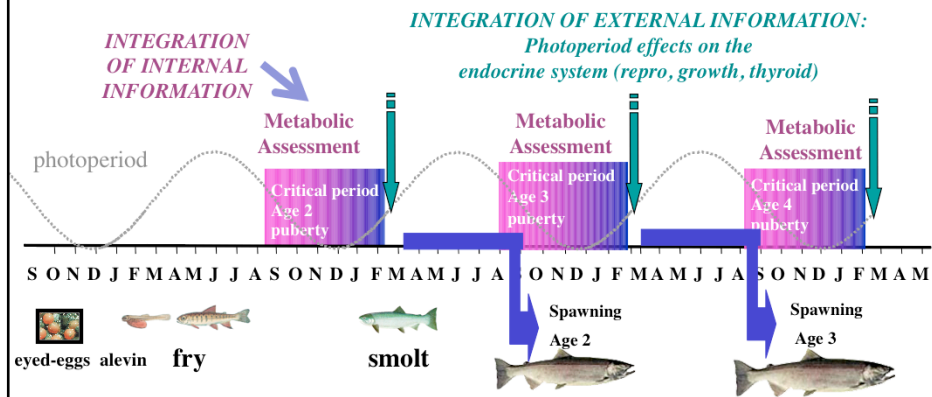 INTEGRATION OF EXTERNAL INFORMATION:
Photoperiod effects on the
endocrine system (repro, growth, thyroid)
INTEGRATION
OF INTERNAL
INFORMATION
Metabolic
Assessment
Metabolic
Assessment
Metabolic
Assessment
photoperiod
Critical period
Age 2
puberty
Critical period
Age 3
puberty
Critical period
Age 4
puberty
S O N D J F M A M J J A S O N D J F M A M J J A O N D J F M A M J J A S O N D J F M A M
eyed-eggs alevin fry smolt
Spawning
Age 2
Spawning
Age 3